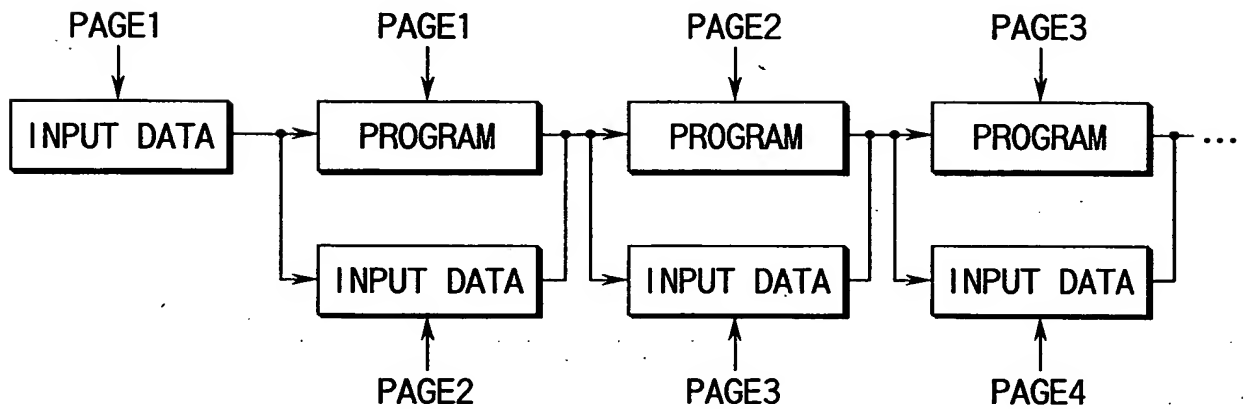 PAGE1
PAGE1
PAGE2
PAGE3
INPUT DATA
PROGRAM
PROGRAM
PROGRAM
...
INPUT DATA
INPUT DATA
INPUT DATA
PAGE2
PAGE3
PAGE4